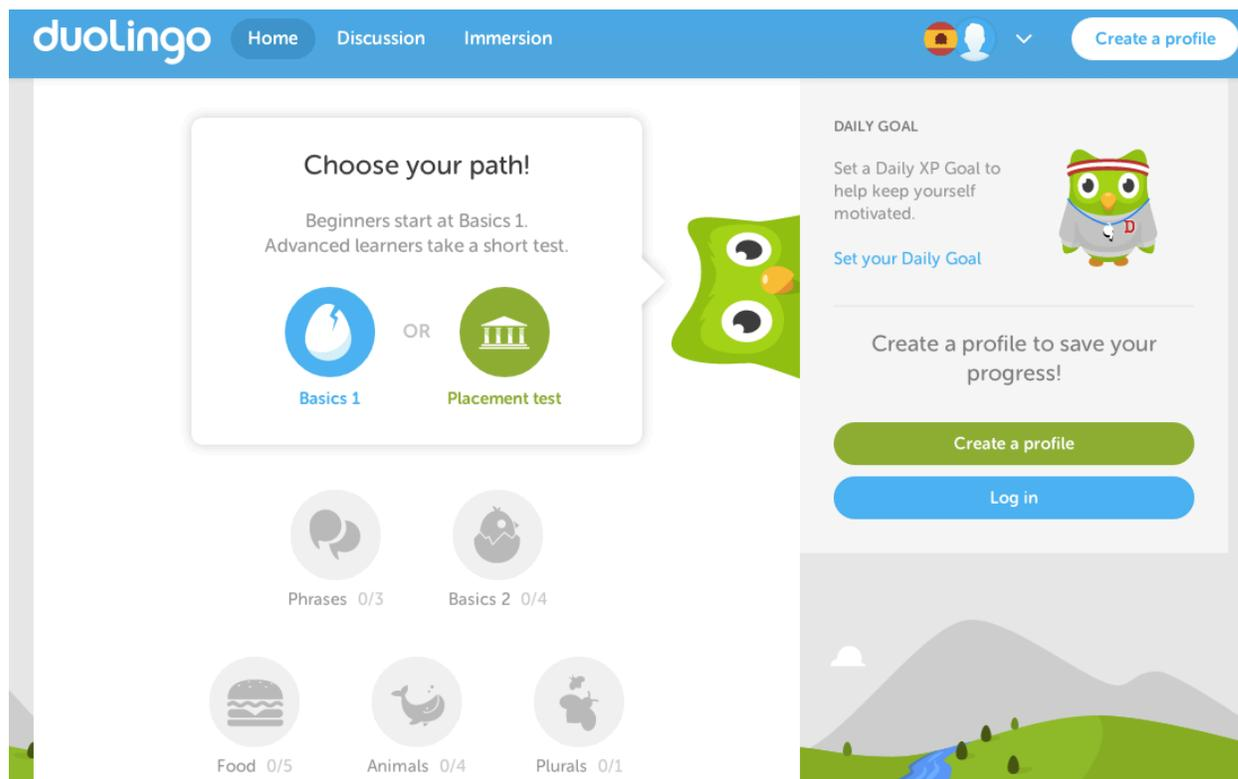 duolingo Home Discussion Immersion Create a profile
Choose your path!
Beginners start at Basics 1.
Advanced learners take a short test.
OR
Basics 1 Placement test
Phrases 0/3 Basics 2 0/4
Food 0/5 Animals 0/4 Plurals 0/1
DAILY GOAL
Set a Daily XP Goal to
help keep yourself
motivated.
D
Set your Daily Goal
Create a profile to save your
progress!
Create a profile
Log in